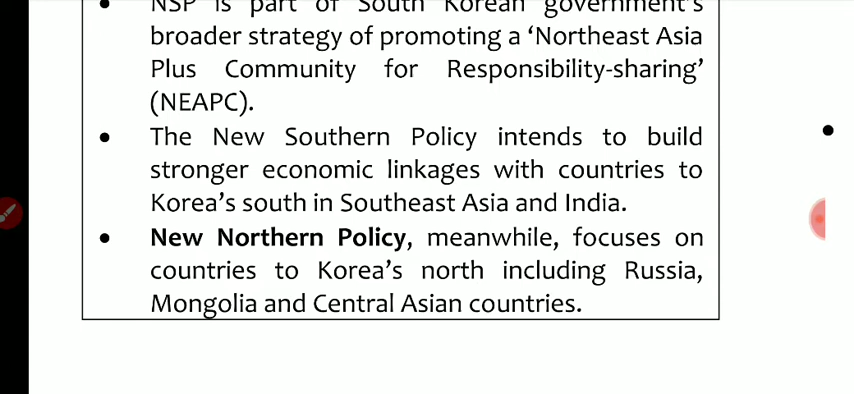 • NSP is part of South Korean government's
broader strategy of promoting a ‘Northeast Asia
Plus Community for Responsibility-sharing’
(NEAPC).
• The New Southern Policy intends to build
stronger economic linkages with countries to
Korea’s south in Southeast Asia and India.
• New Northern Policy, meanwhile, focuses on
countries to Korea’s north including Russia,
Mongolia and Central Asian countries.
•